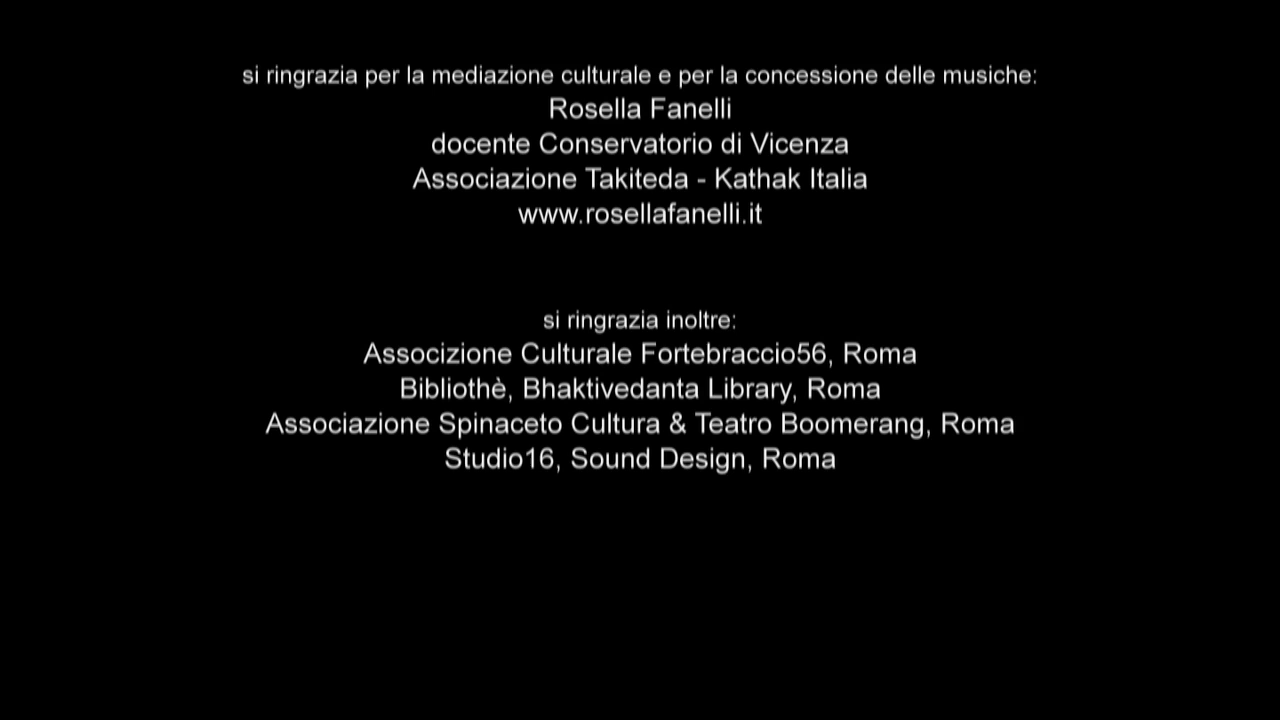 si ringrazia per la mediazione culturale e per la concessione delle musiche:
Rosella Fanelli
docente Conservatorio di Vicenza
Associazione Takiteda - Kathak Italia
www.rosellafanelli.it
si ringrazia inoltre:
Associzione Culturale Fortebraccio56, Roma
Bibliothè, Bhaktivedanta Library, Roma
Associazione Spinaceto Cultura & Teatro Boomerang, Roma
Studio16, Sound Design, Roma